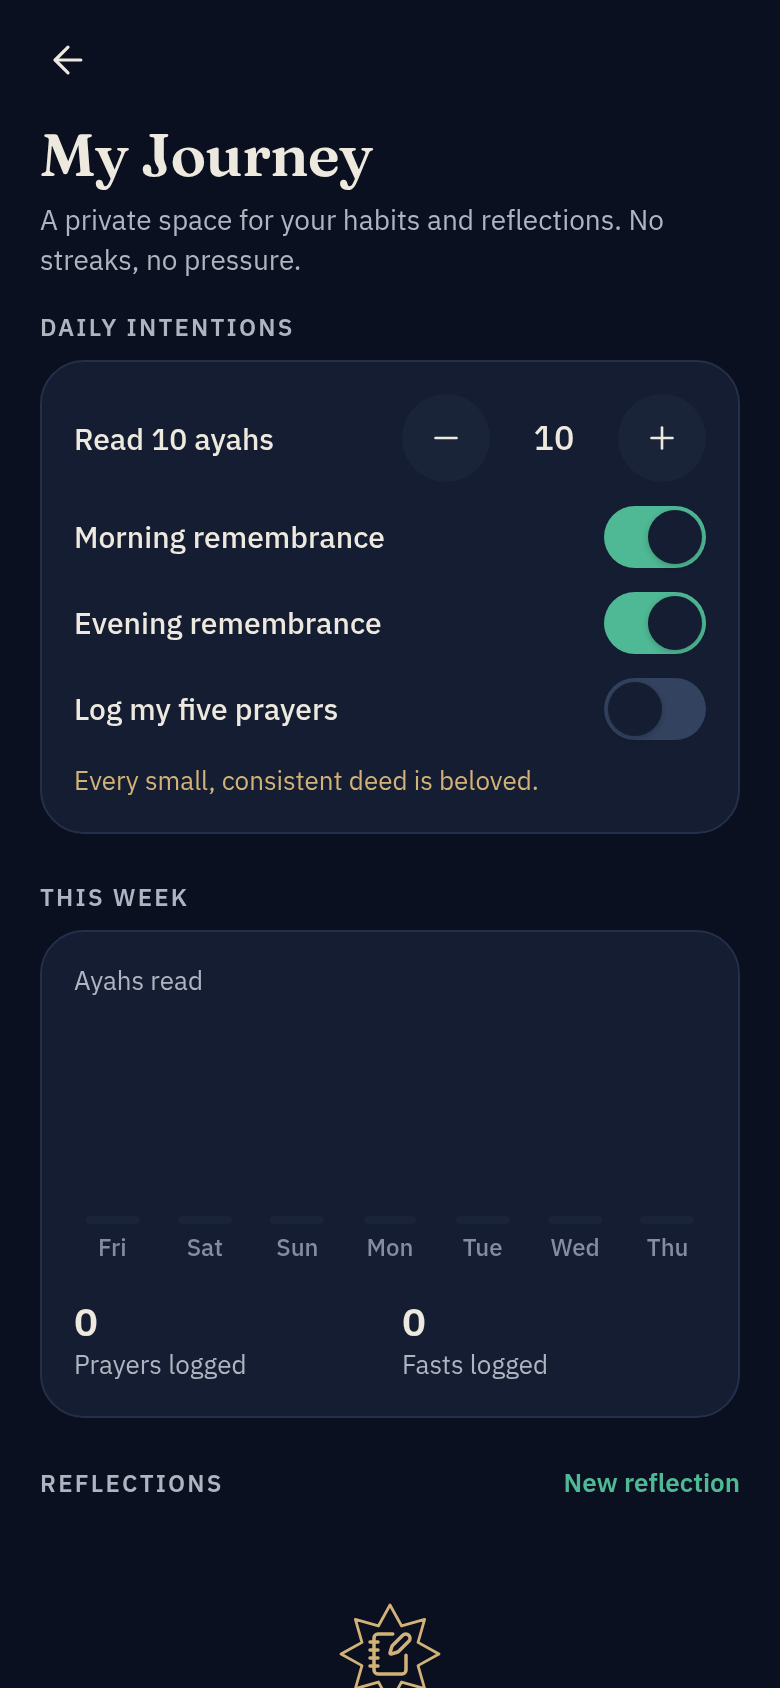 My Journey
A private space for your habits and reflections. No
streaks, no pressure.
DAILY INTENTIONS
Read 10 ayahs
10
Morning remembrance
Evening remembrance
Log my five prayers
Every small, consistent deed is beloved.
THIS WEEK
Ayahs read
Fri Sat Sun Mon Tue Wed Thu
0 0
Prayers logged Fasts logged
REFLECTIONS New reflection